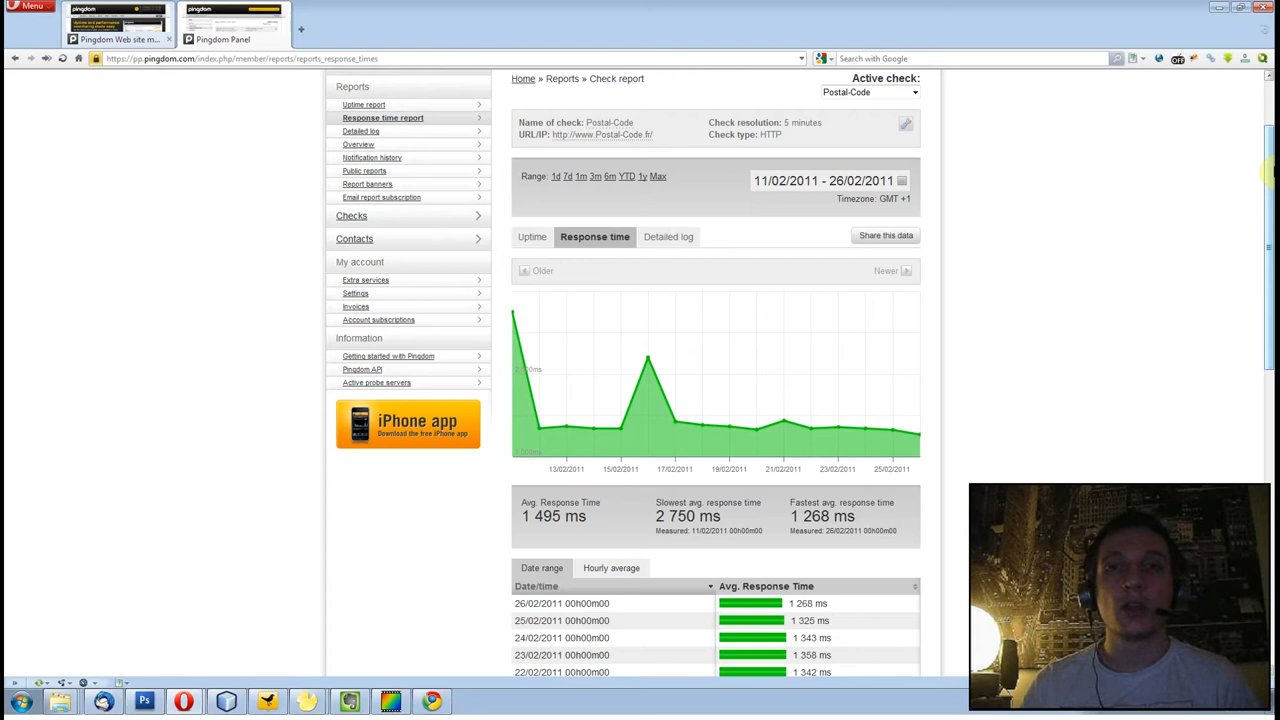 Menu
pingdom
pingdom
Pingdom Web site m...
Pingdom Panel
https://pp.pingdom.com/index.php/member/reports/reports_response_times
Search with Google
Reports
Uptime report
Response time report
Detailed log
Overview
Notification history
Public reports
Report banners
Email report subscription
Checks
Contacts
My account
Extra services
Settings
Invoices
Account subscriptions
Information
Getting started with Pingdom
Pingdom API
Active probe servers
iPhone app
Download the free iPhone app
Home » Reports » Check report
Active check:
Postal-Code
Name of check: Postal-Code
Check resolution: 5 minutes
URL/IP: http://www.Postal-Code.fr/
Check type: HTTP
Range: 1d 7d 1m 3m 6m YTD 1y Max
11/02/2011 - 26/02/2011
Timezone: GMT +1
Uptime
Response time
Detailed log
Share this data
Older
Newer
13/02/2011 15/02/2011 17/02/2011 19/02/2011 21/02/2011 23/02/2011 25/02/2011
Avg. Response Time
1 495 ms
Slowest avg. response time
2 750 ms
Measured: 11/02/2011 00h00m00
Fastest avg. response time
1 268 ms
Measured: 26/02/2011 00h00m00
Date range
Hourly average
Date/time
Avg. Response Time
26/02/2011 00h00m00 1 268 ms
25/02/2011 00h00m00 1 325 ms
24/02/2011 00h00m00 1 343 ms
23/02/2011 00h00m00 1 358 ms
22/02/2011 00h00m00 1 342 ms
Ps